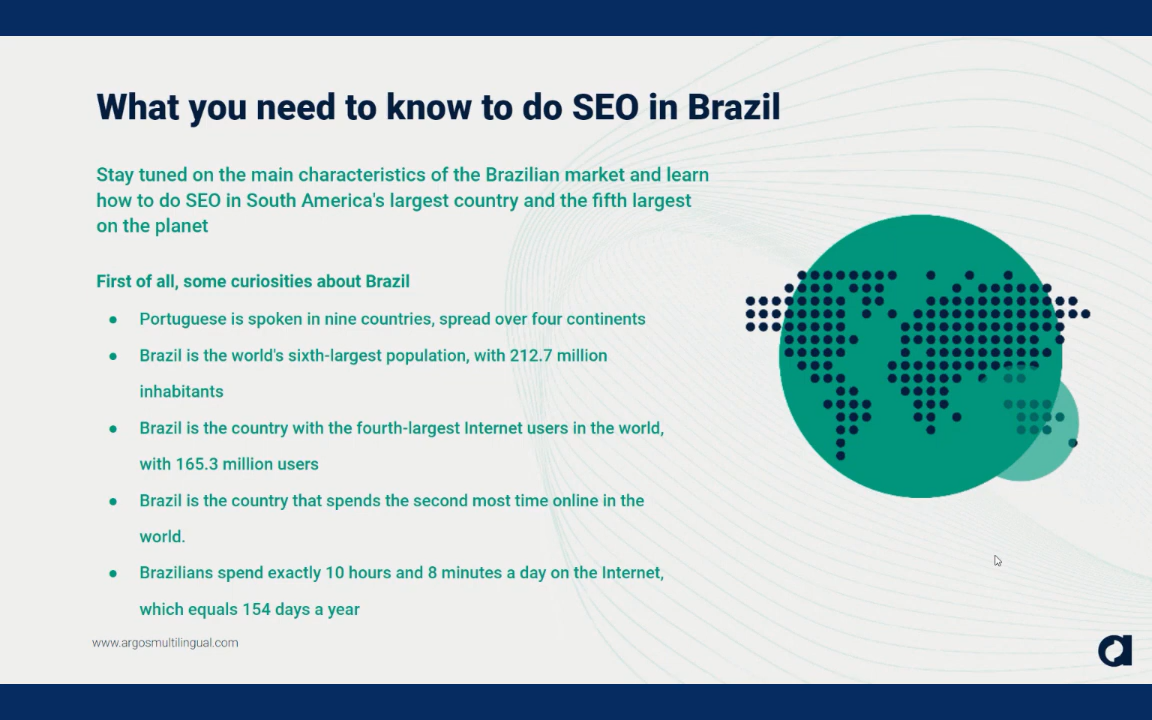 What you need to know to do SEO in Brazil
Stay tuned on the main characteristics of the Brazilian market and learn
how to do SEO in South America's largest country and the fifth largest
on the planet
First of all, some curiosities about Brazil
● Portuguese is spoken in nine countries, spread over four continents
● Brazil is the world's sixth-largest population, with 212.7 million
inhabitants
● Brazil is the country with the fourth-largest Internet users in the world,
with 165.3 million users
● Brazil is the country that spends the second most time online in the
world.
● Brazilians spend exactly 10 hours and 8 minutes a day on the Internet,
which equals 154 days a year
www.argosmultilingual.com